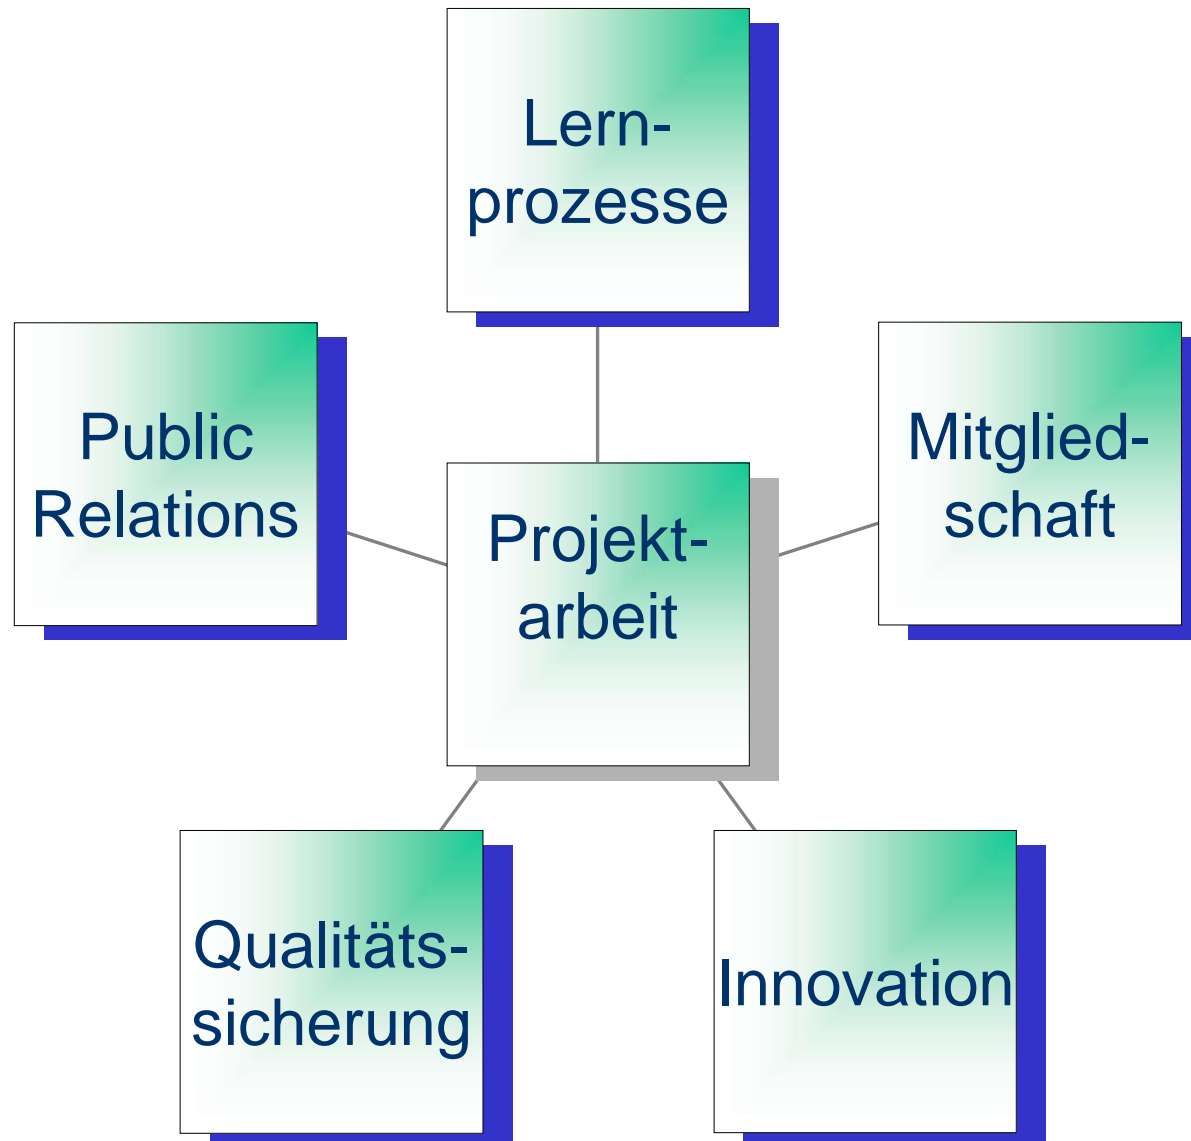 Lern-
prozesse
Public
Relations
Mitglied-
schaft
Projekt-
arbeit
Qualitäts-
sicherung
Innovation